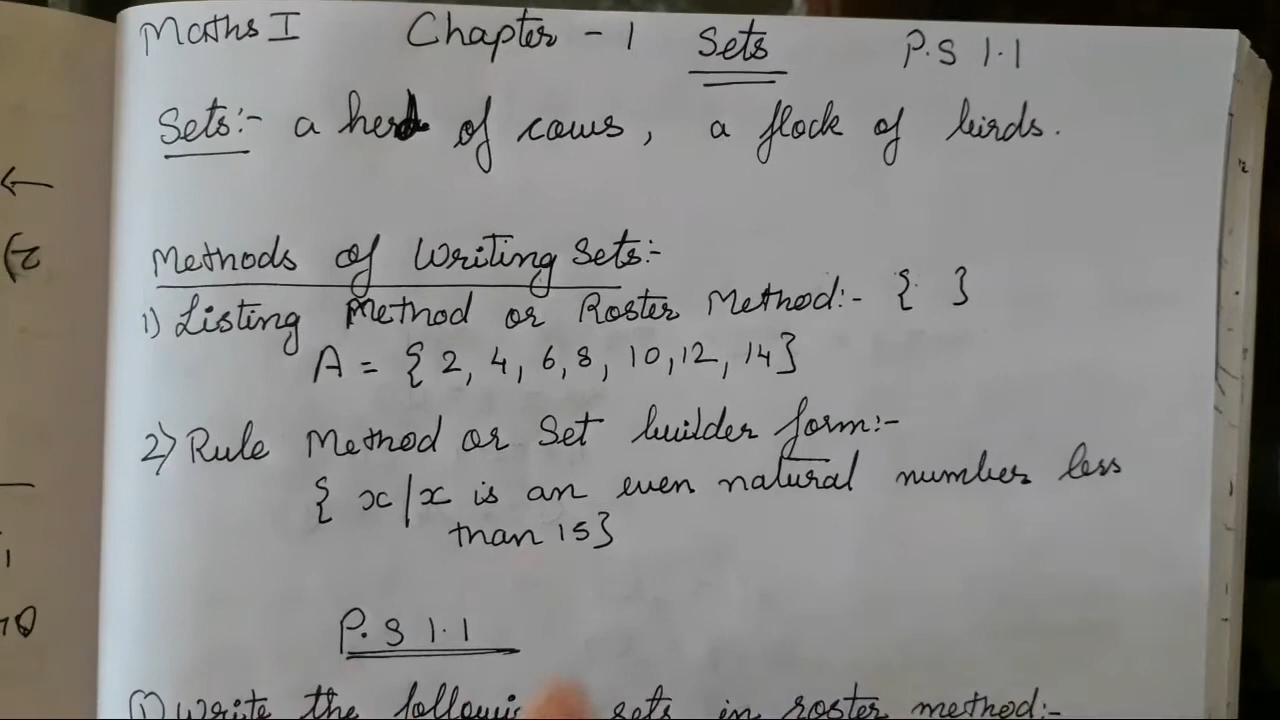 Maths I Chapter - 1 Sets P.S 1.1
Sets:- a herd of cows, a flock of birds.
Methods of Writing Sets:-
1) Listing Method or Roster Method:- { }
A = { 2, 4, 6, 8, 10, 12, 14 }
2) Rule Method or Set builder form:-
{ x / x is an even natural number less
than 15 }
P. S 1.1
(1) Write the sets in roster method:-